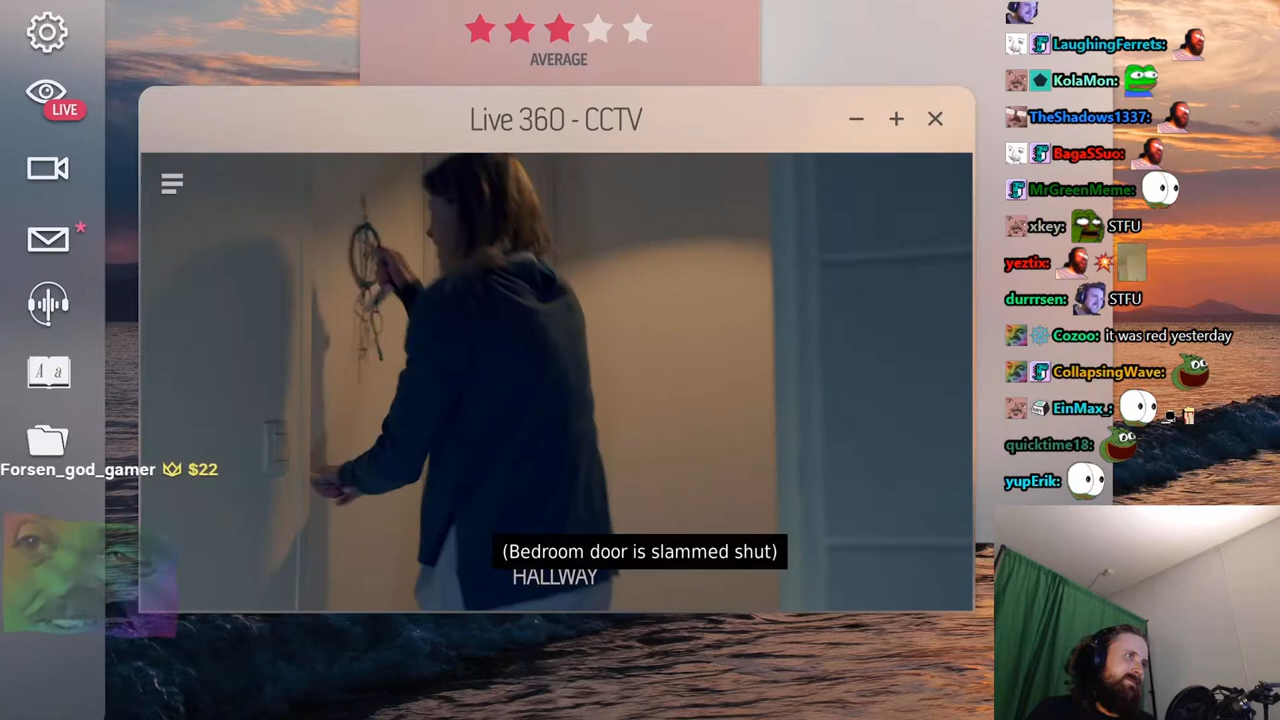 AVERAGE
LIVE
Live 360 - CCTV
A a
(Bedroom door is slammed shut)
HALLWAY
Forsen_god_gamer $22
LaughingFerrets:
KolaMon:
TheShadows1337:
BagaSSuo:
MrGreenMeme:
xkey: STFU
yeztix:
durrrsen: STFU
Cozoo: it was red yesterday
CollapsingWave:
EinMax_:
quicktime18:
yupErik: